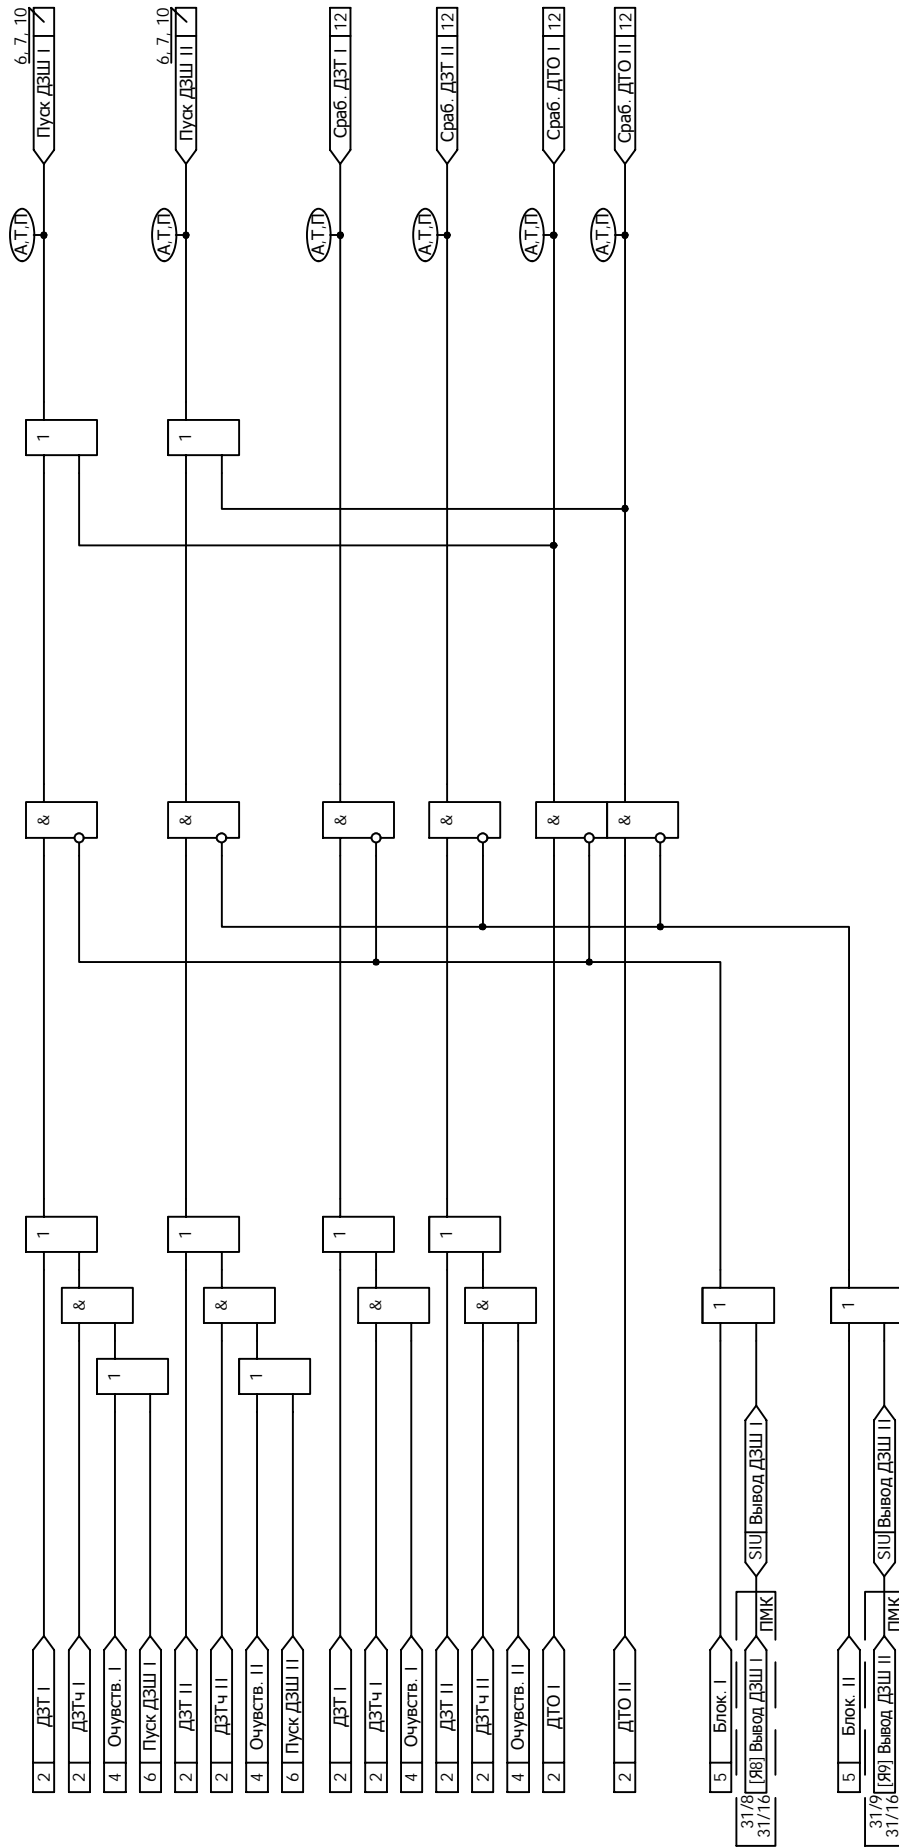 6, 7, 10
Пуск ДЗШ I
6, 7, 10
Пуск ДЗШ II
Сраб. ДЗТ I 12
Сраб. ДЗТ II 12
Сраб. ДТО I 12
Сраб. ДТО II 12
А,Т,П
А,Т,П
А,Т,П
А,Т,П
А,Т,П
А,Т,П
1
1
&
&
&
&
&
&
1
1
1
1
&
&
&
&
1
1
1
1
2 ДЗТ I
2 ДЗТч I
4 Очувств. I
6 Пуск ДЗШ I
2 ДЗТ II
2 ДЗТч II
4 Очувств. II
6 Пуск ДЗШ II
2 ДЗТ I
2 ДЗТч I
4 Очувств. I
2 ДЗТ II
2 ДЗТч II
4 Очувств. II
2 ДТО I
2 ДТО II
5 Блок. I
31/8
31/16
[Я8] Вывод ДЗШ I
ПМК
SIU Вывод ДЗШ I
5 Блок. II
31/9
31/16
[Я9] Вывод ДЗШ II
ПМК
SIU Вывод ДЗШ II